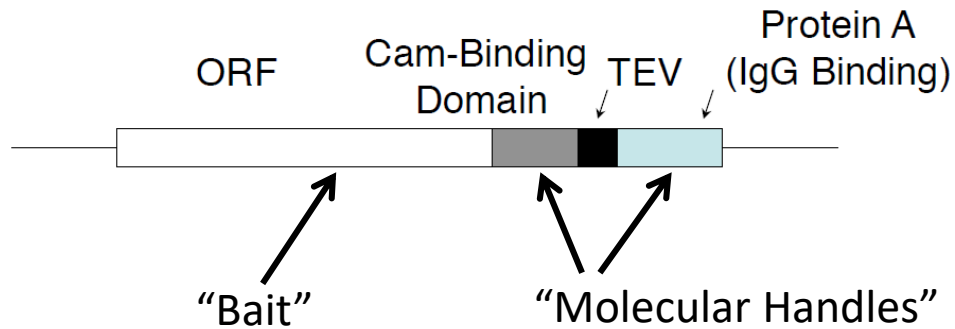 ORF
Cam-Binding
Domain
TEV
Protein A
(IgG Binding)
“Bait”
“Molecular Handles”